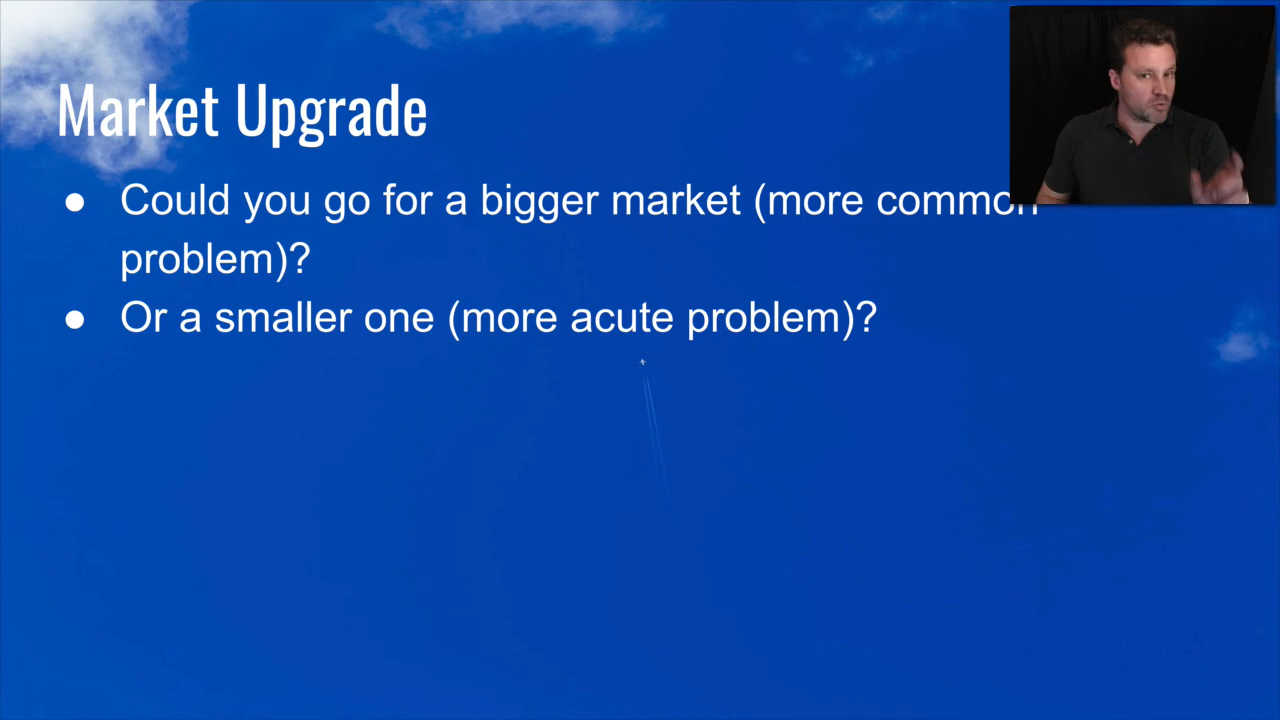 Market Upgrade
● Could you go for a bigger market (more common
problem)?
● Or a smaller one (more acute problem)?